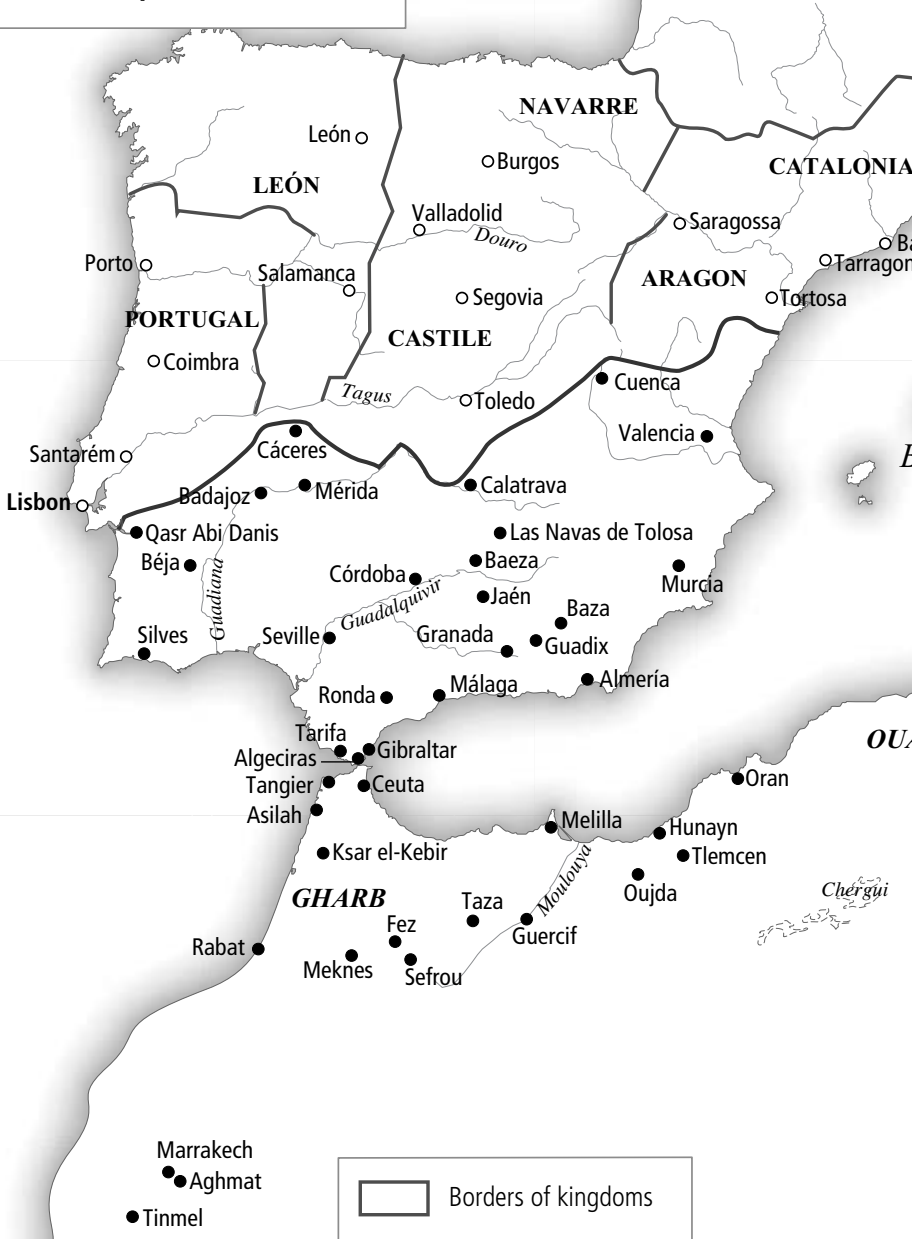 NAVARRE
León
Burgos
CATALONIA
LEÓN
Valladolid
Saragossa
Douro
Porto
Salamanca
Tarragon
ARAGON
Segovia
Tortosa
PORTUGAL
CASTILE
Coimbra
Cuenca
Tagus
Toledo
Valencia
Santarém
Cáceres
Lisbon
Badajoz
Mérida
Calatrava
Qasr Abi Danis
Las Navas de Tolosa
Béja
Baeza
Córdoba
Murcia
Guadiana
Guadalquivir
Jaén
Baza
Silves
Seville
Granada
Guadix
Ronda
Málaga
Almería
Tarifa
Gibraltar
Algeciras
Tangier
Ceuta
Oran
Asilah
Melilla
Hunayn
Ksar el-Kebir
Tlemcen
Moulouya
Oujda
Chergui
GHARB
Taza
Fez
Guercif
Rabat
Meknes
Sefrou
Marrakech
Aghmat
Tinmel
Borders of kingdoms